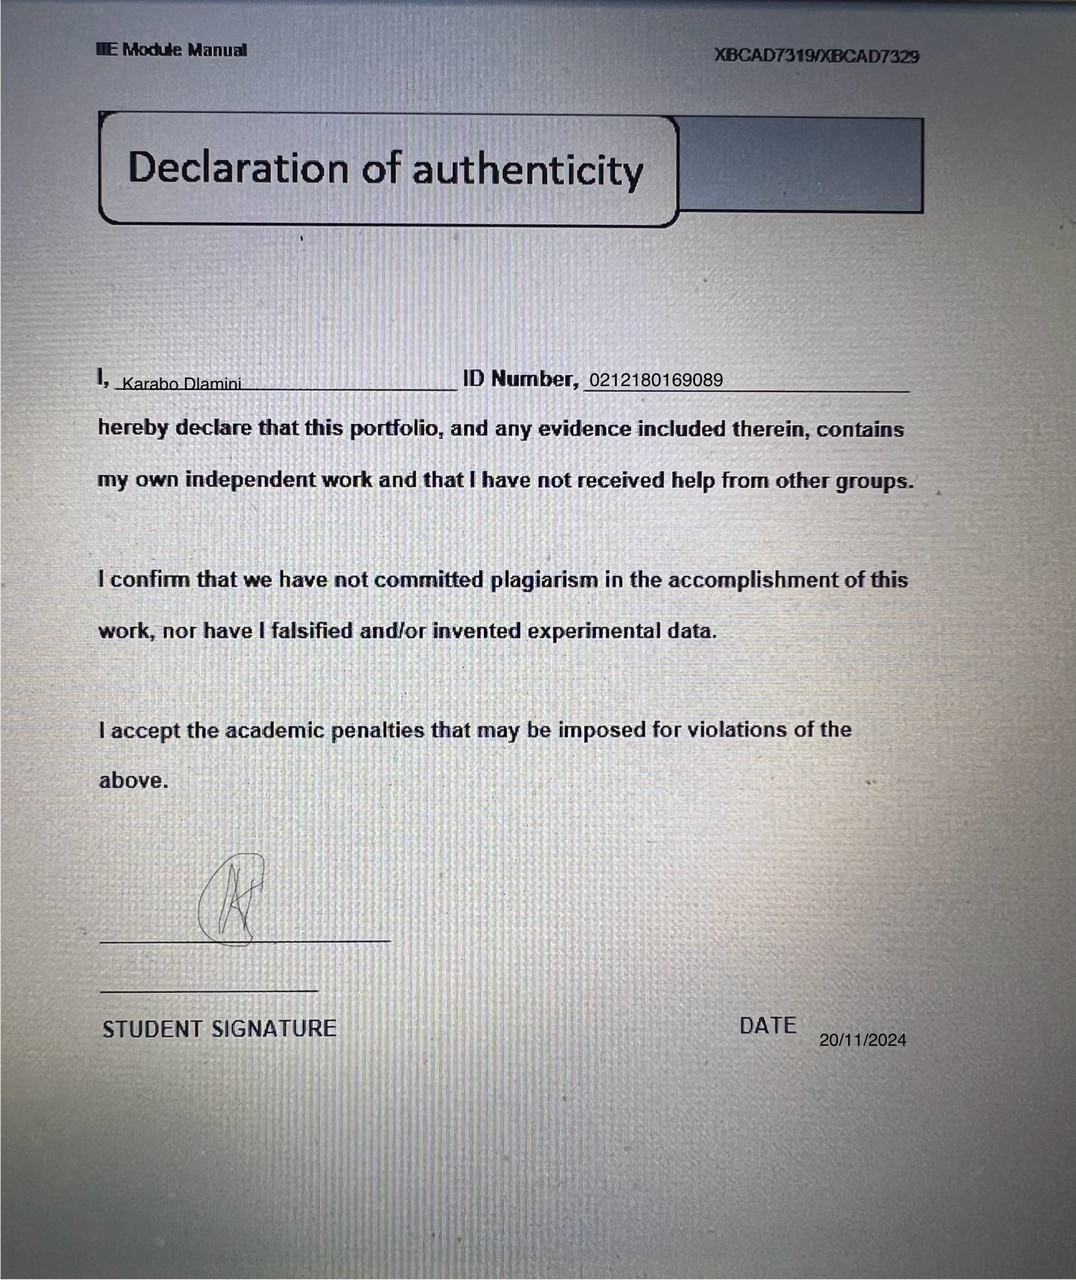 IIE Module Manual
XBCAD7319/XBCAD7329
Declaration of authenticity
I, Karabo Dlamini ID Number, 0212180169089
hereby declare that this portfolio, and any evidence included therein, contains
my own independent work and that I have not received help from other groups.
I confirm that we have not committed plagiarism in the accomplishment of this
work, nor have I falsified and/or invented experimental data.
I accept the academic penalties that may be imposed for violations of the
above.
STUDENT SIGNATURE
DATE 20/11/2024